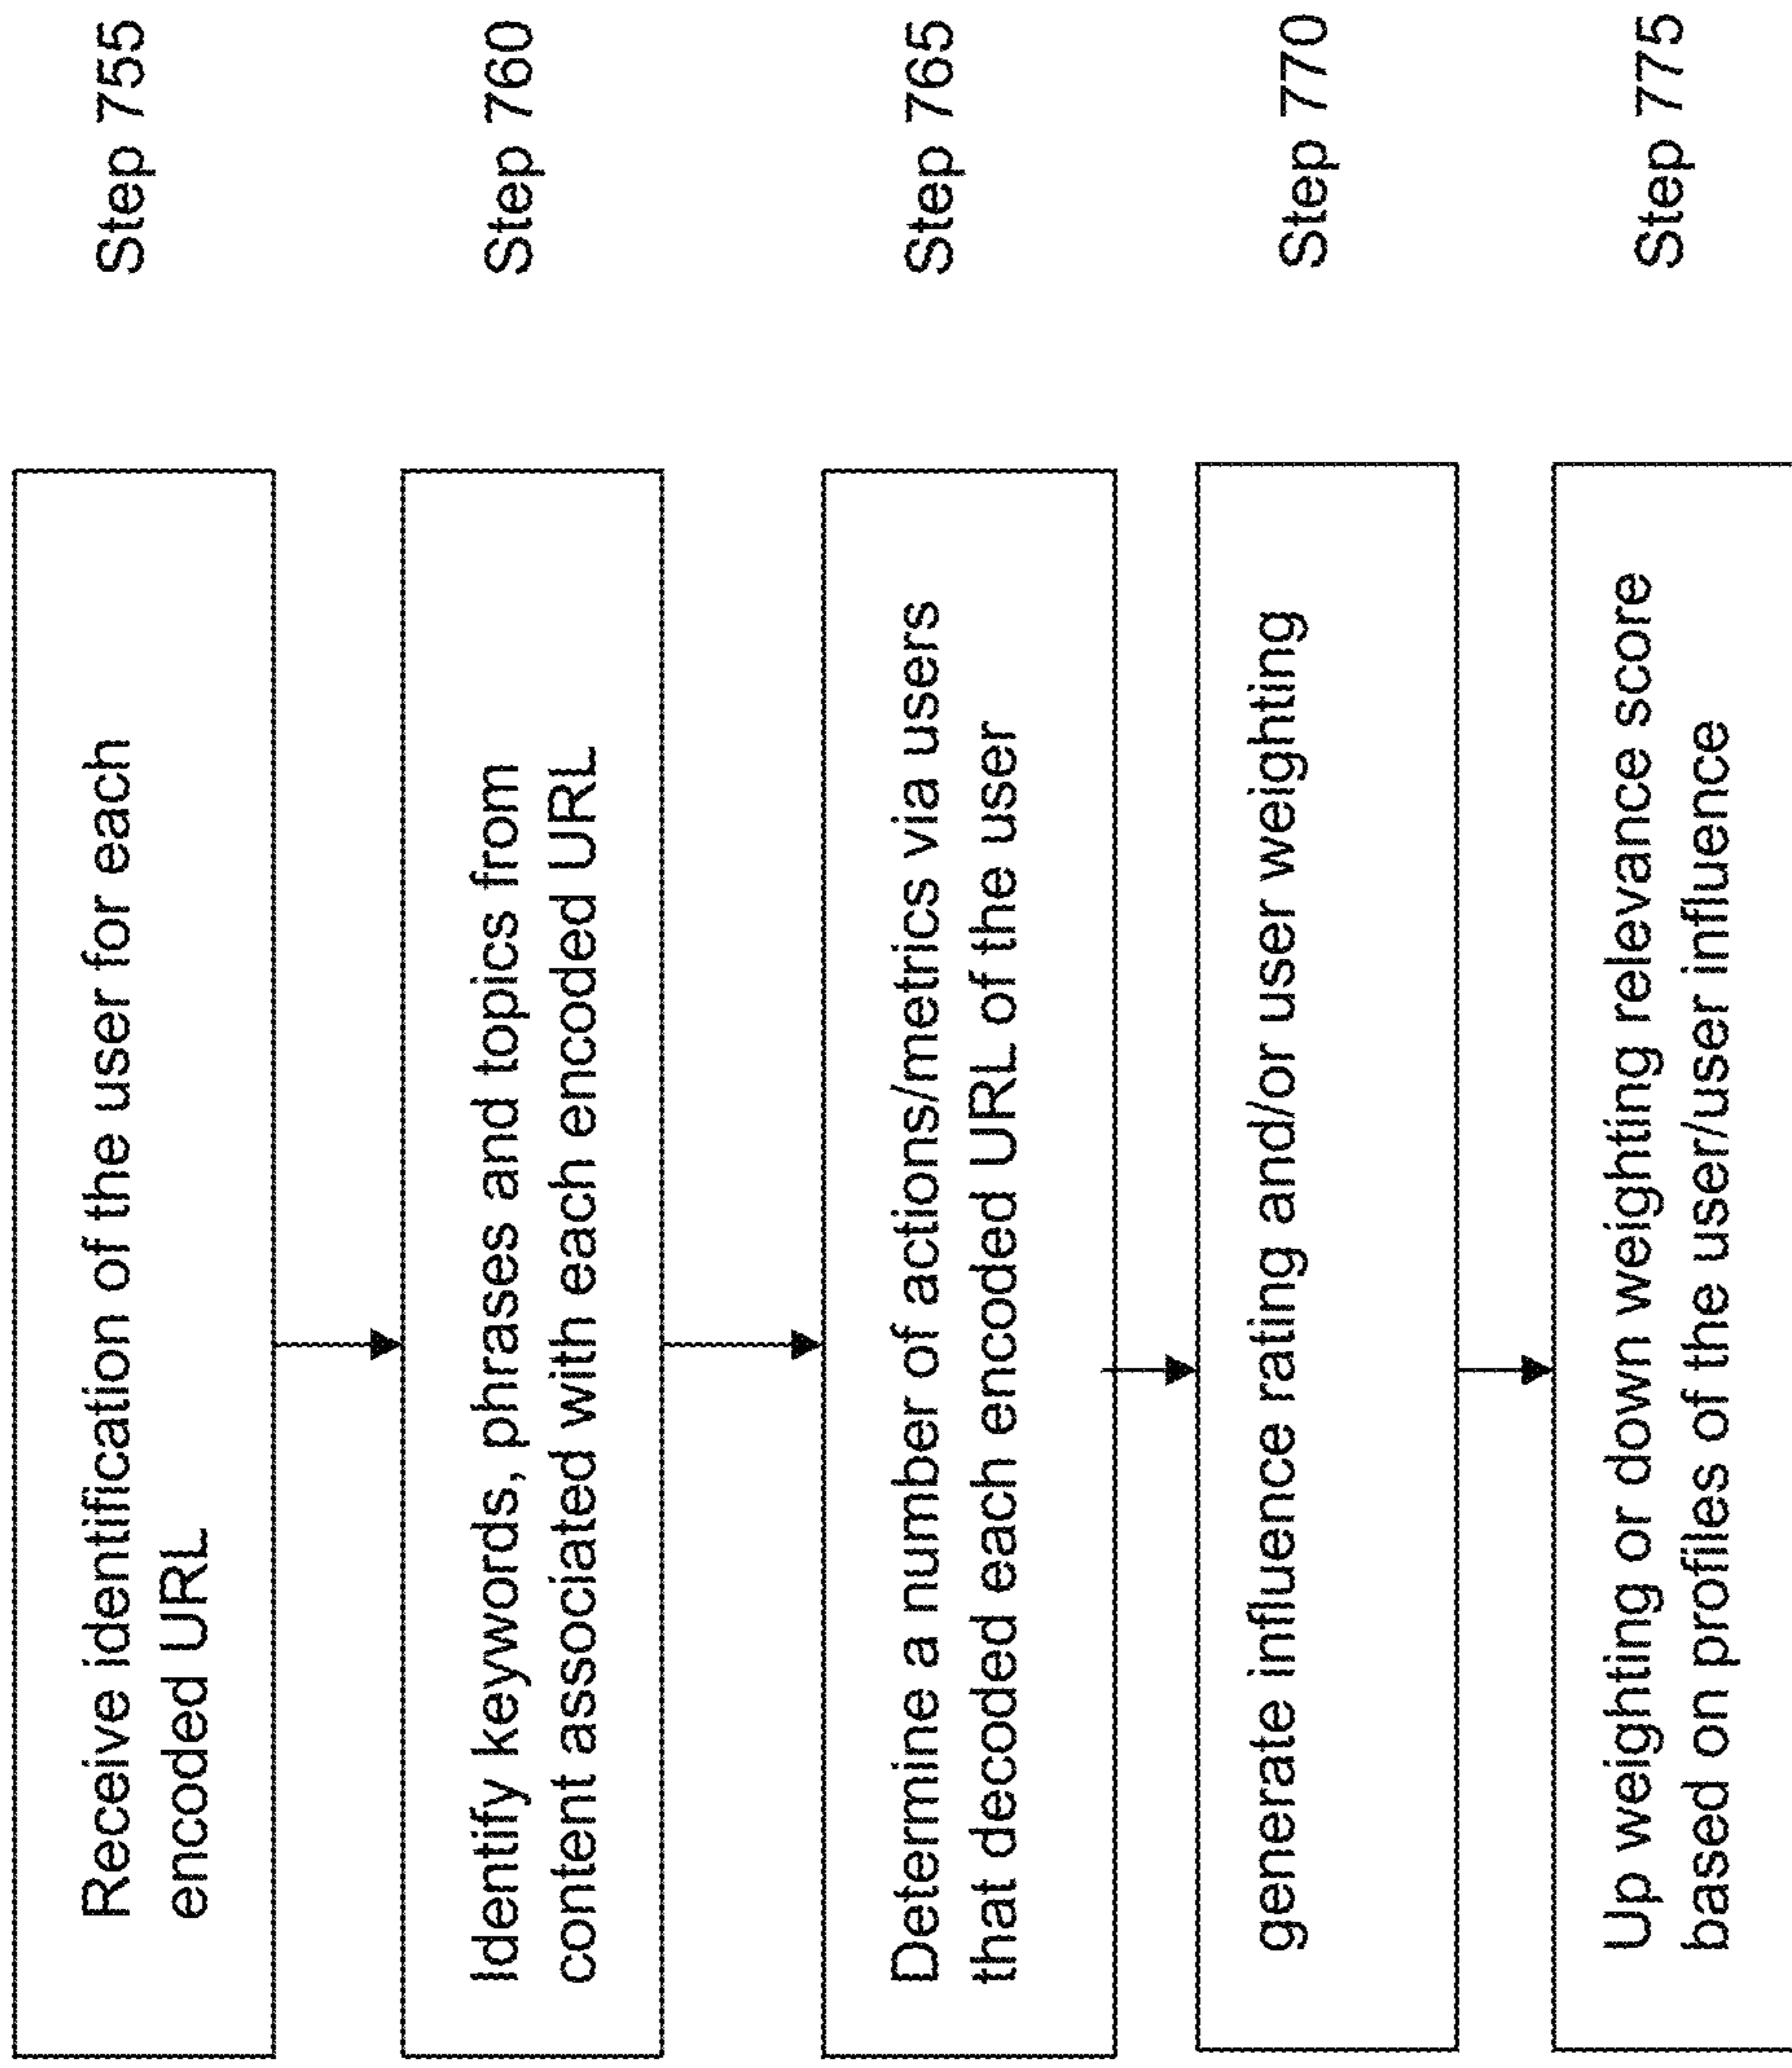 Receive identification of the user for each
encoded URL
Step 755
Identify keywords, phrases and topics from
content associated with each encoded URL
Step 760
Determine a number of actions/metrics via users
that decoded each encoded URL of the user
Step 765
generate influence rating and/or user weighting
Step 770
Up weighting or down weighting relevance score
based on profiles of the user/user influence
Step 775